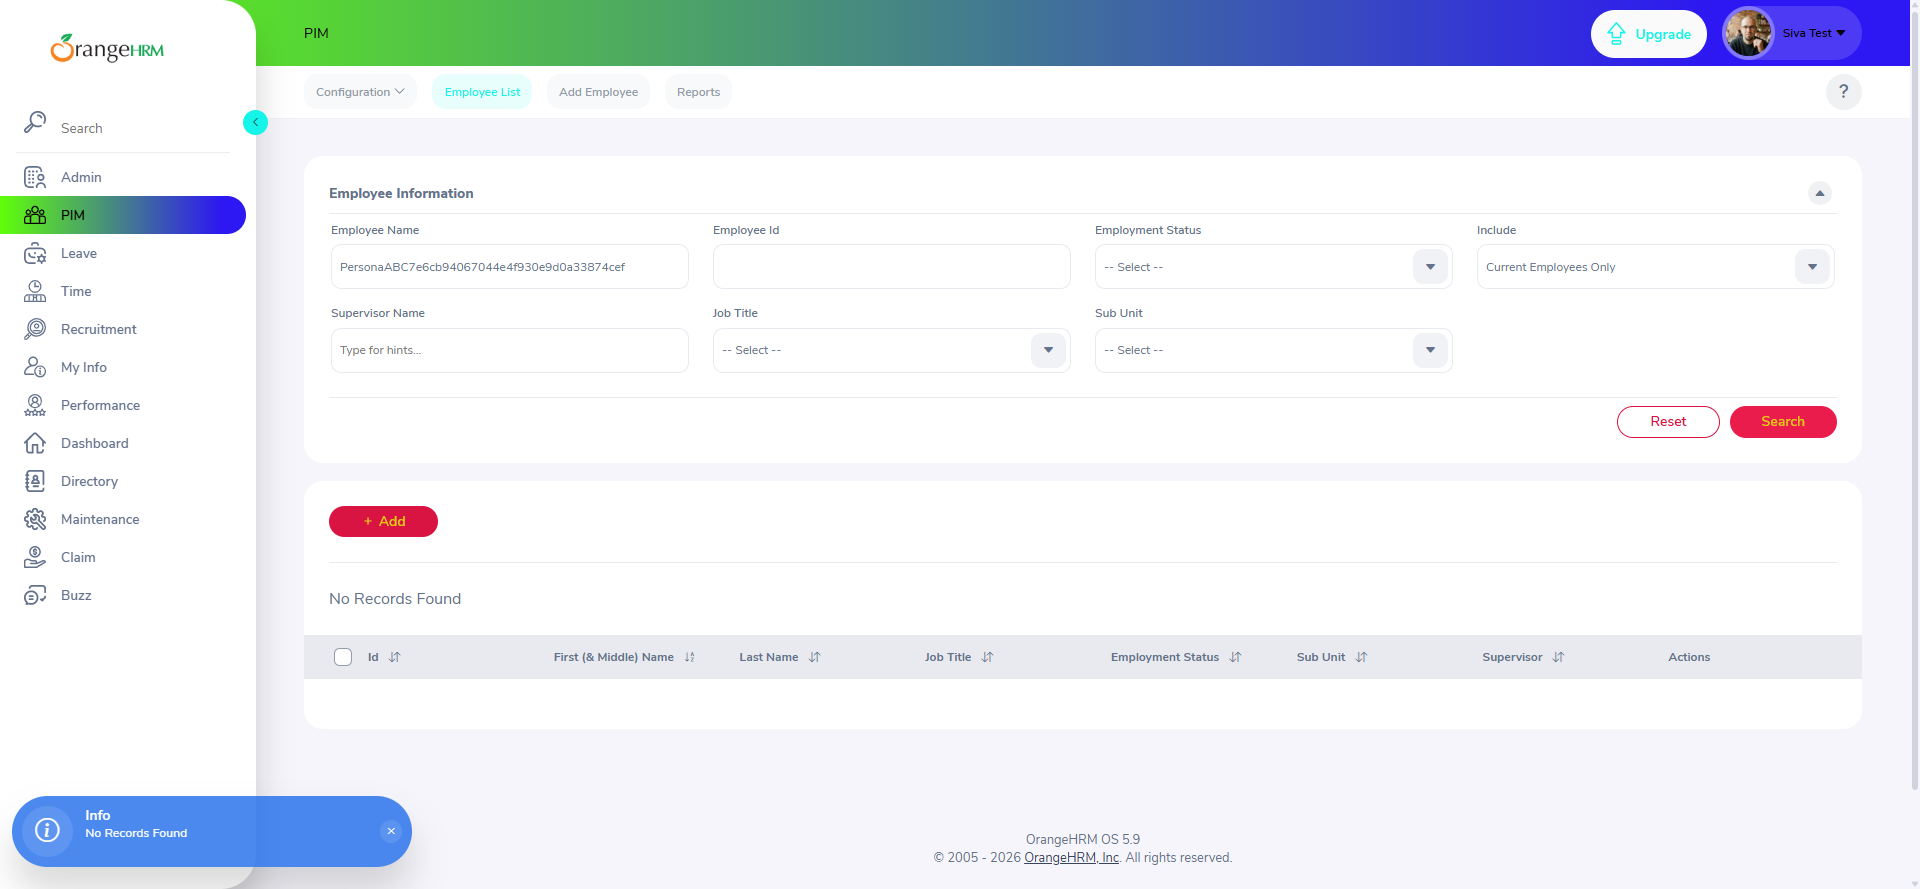 OrangeHRM
PIM
Upgrade
Siva Test
Configuration
Employee List
Add Employee
Reports
?
Search
Admin
PIM
Leave
Time
Recruitment
My Info
Performance
Dashboard
Directory
Maintenance
Claim
Buzz
Employee Information
Employee Name
Employee Id
Employment Status
Include
PersonaABC7e6cb94067044e4f930e9d0a33874cef
-- Select --
Current Employees Only
Supervisor Name
Job Title
Sub Unit
Type for hints...
-- Select --
-- Select --
Reset
Search
+ Add
No Records Found
Id
First (& Middle) Name
Last Name
Job Title
Employment Status
Sub Unit
Supervisor
Actions
Info
No Records Found
OrangeHRM OS 5.9
© 2005 - 2026 OrangeHRM, Inc. All rights reserved.